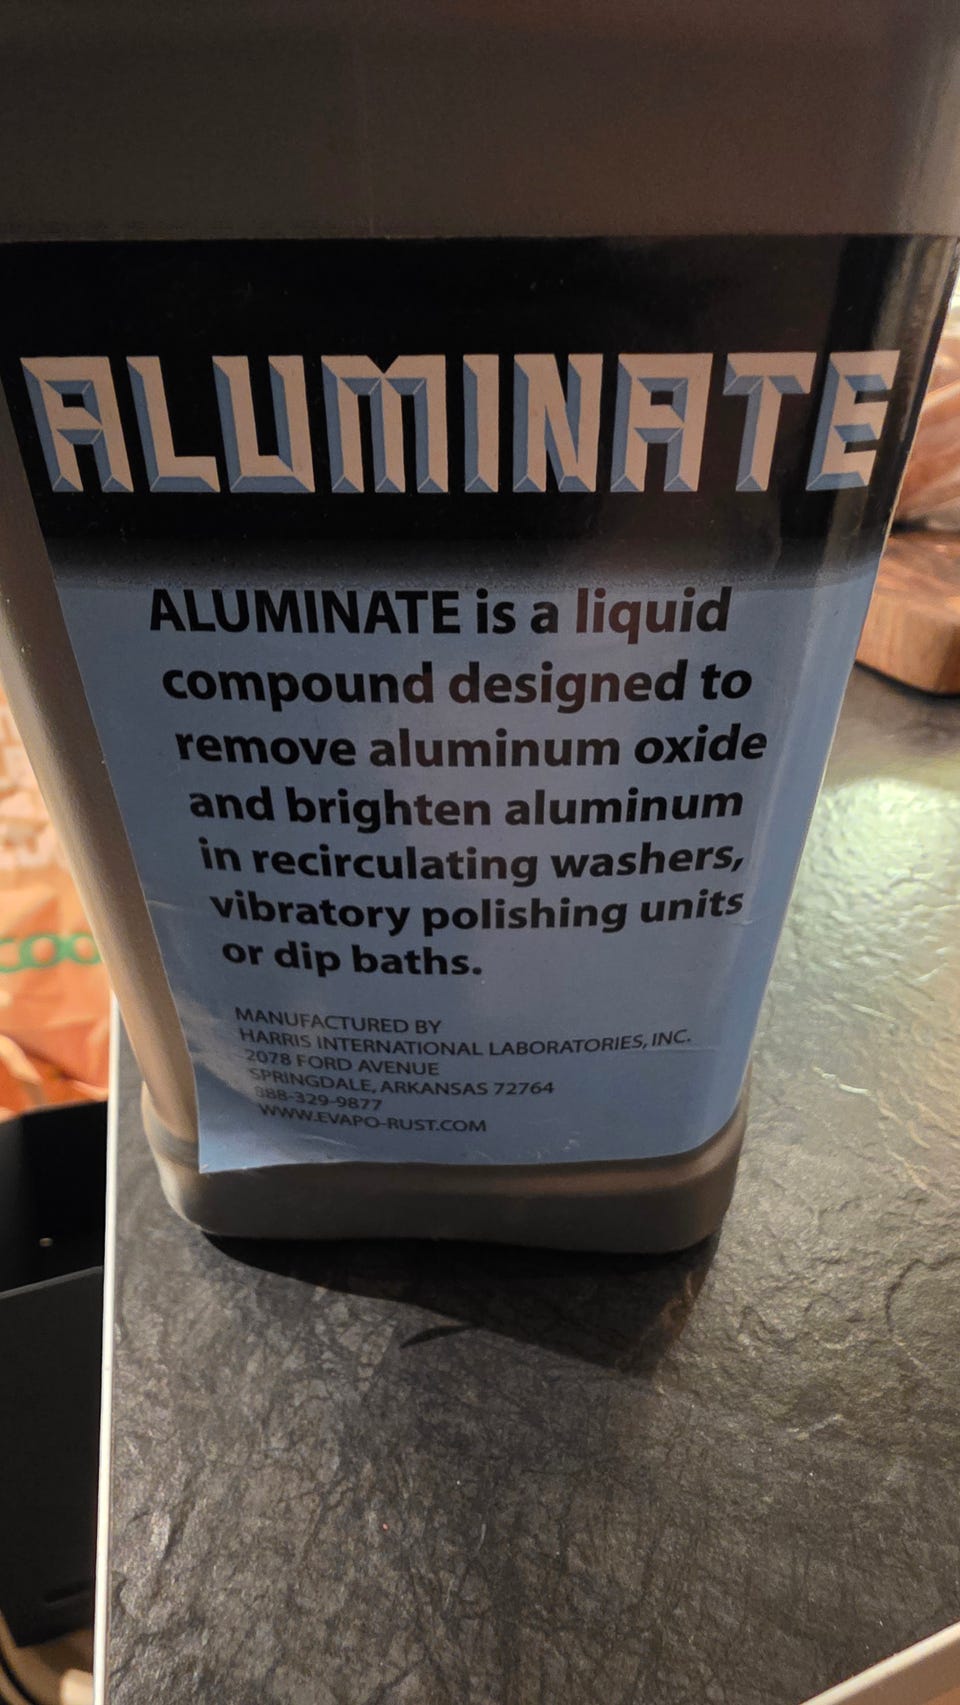 ALUMINATE
ALUMINATE is a liquid
compound designed to
remove aluminum oxide
and brighten aluminum
in recirculating washers,
vibratory polishing units
or dip baths.
MANUFACTURED BY
HARRIS INTERNATIONAL LABORATORIES, INC.
2078 FORD AVENUE
SPRINGDALE, ARKANSAS 72764
888-329-9877
WWW.EVAPO-RUST.COM
coo